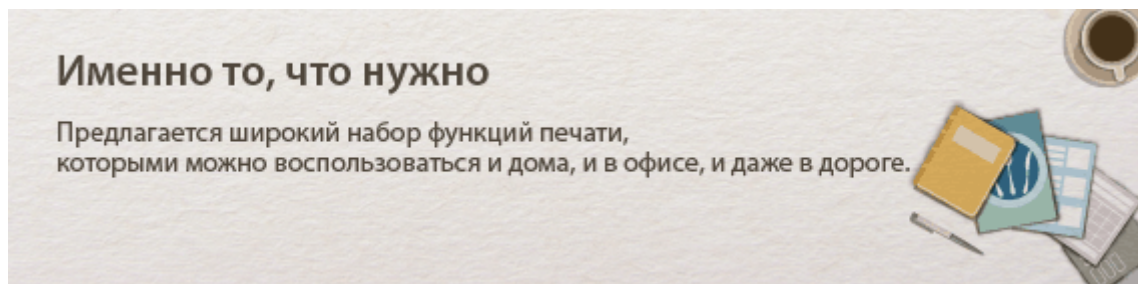 Именно то, что нужно
Предлагается широкий набор функций печати,
которыми можно воспользоваться и дома, и в офисе, и даже в дороге.